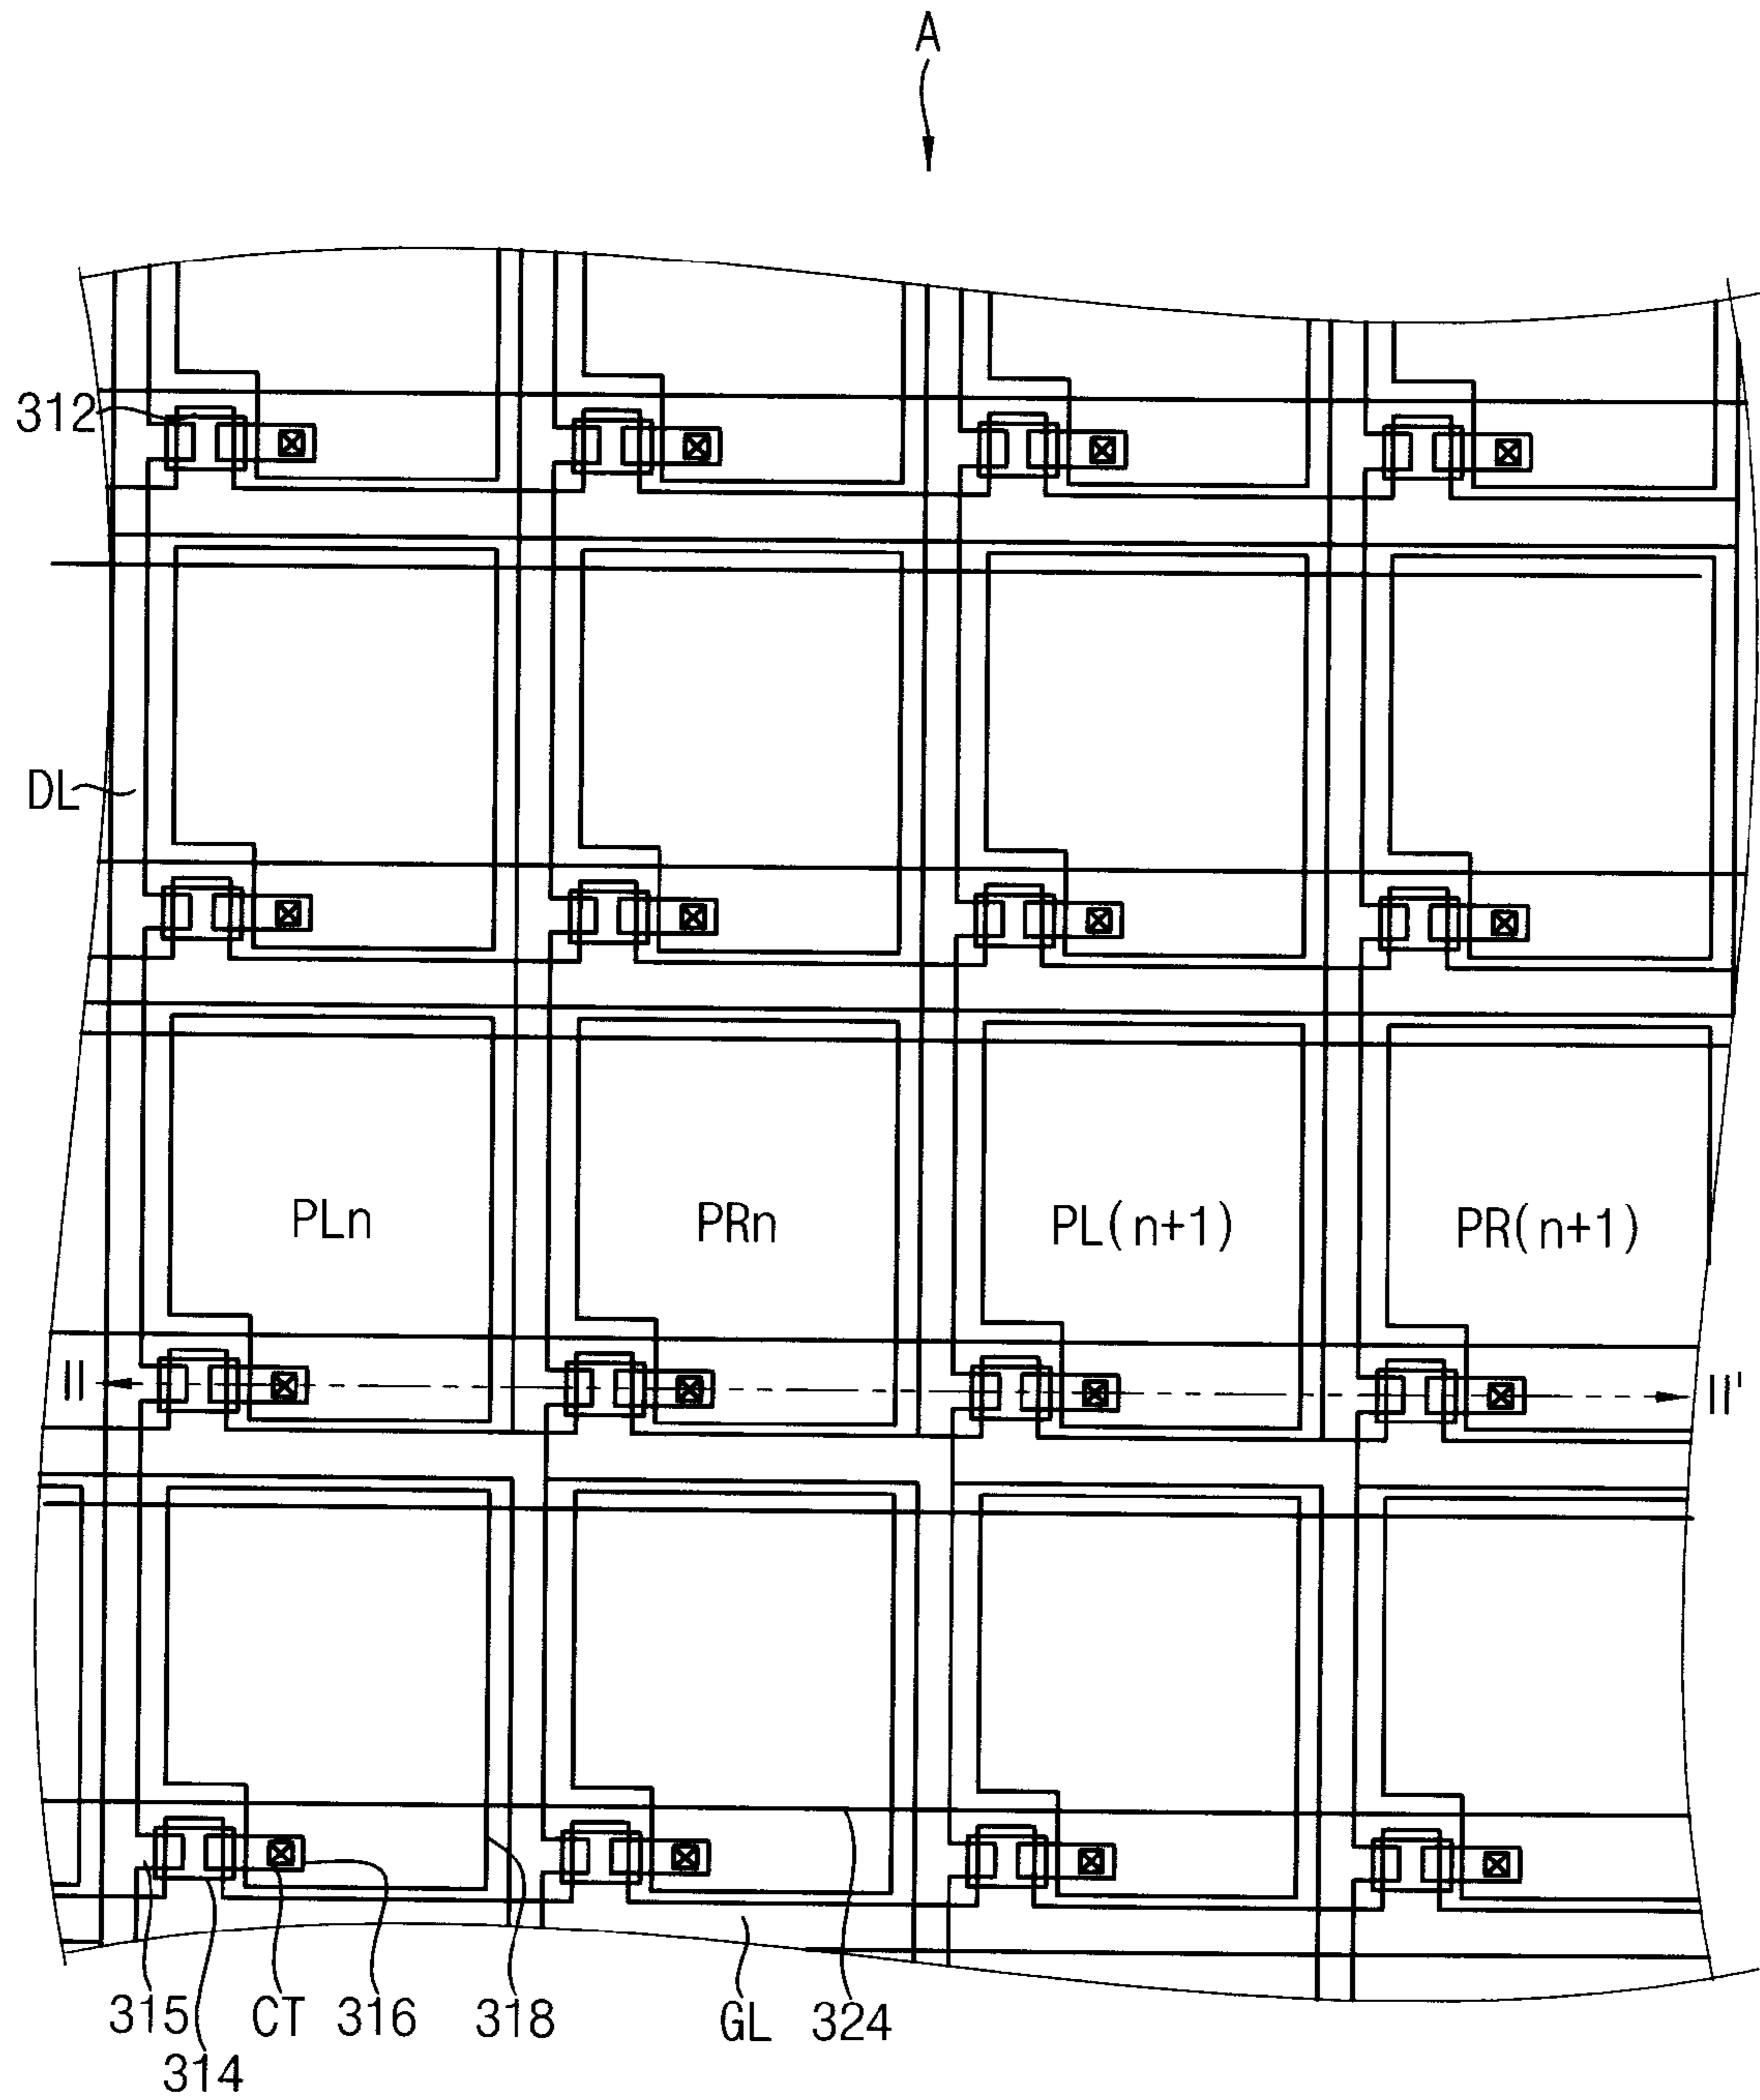 A
312
DL
PLn PRn PL(n+1) PR(n+1)
II II'
315 CT 316 318 GL 324
314